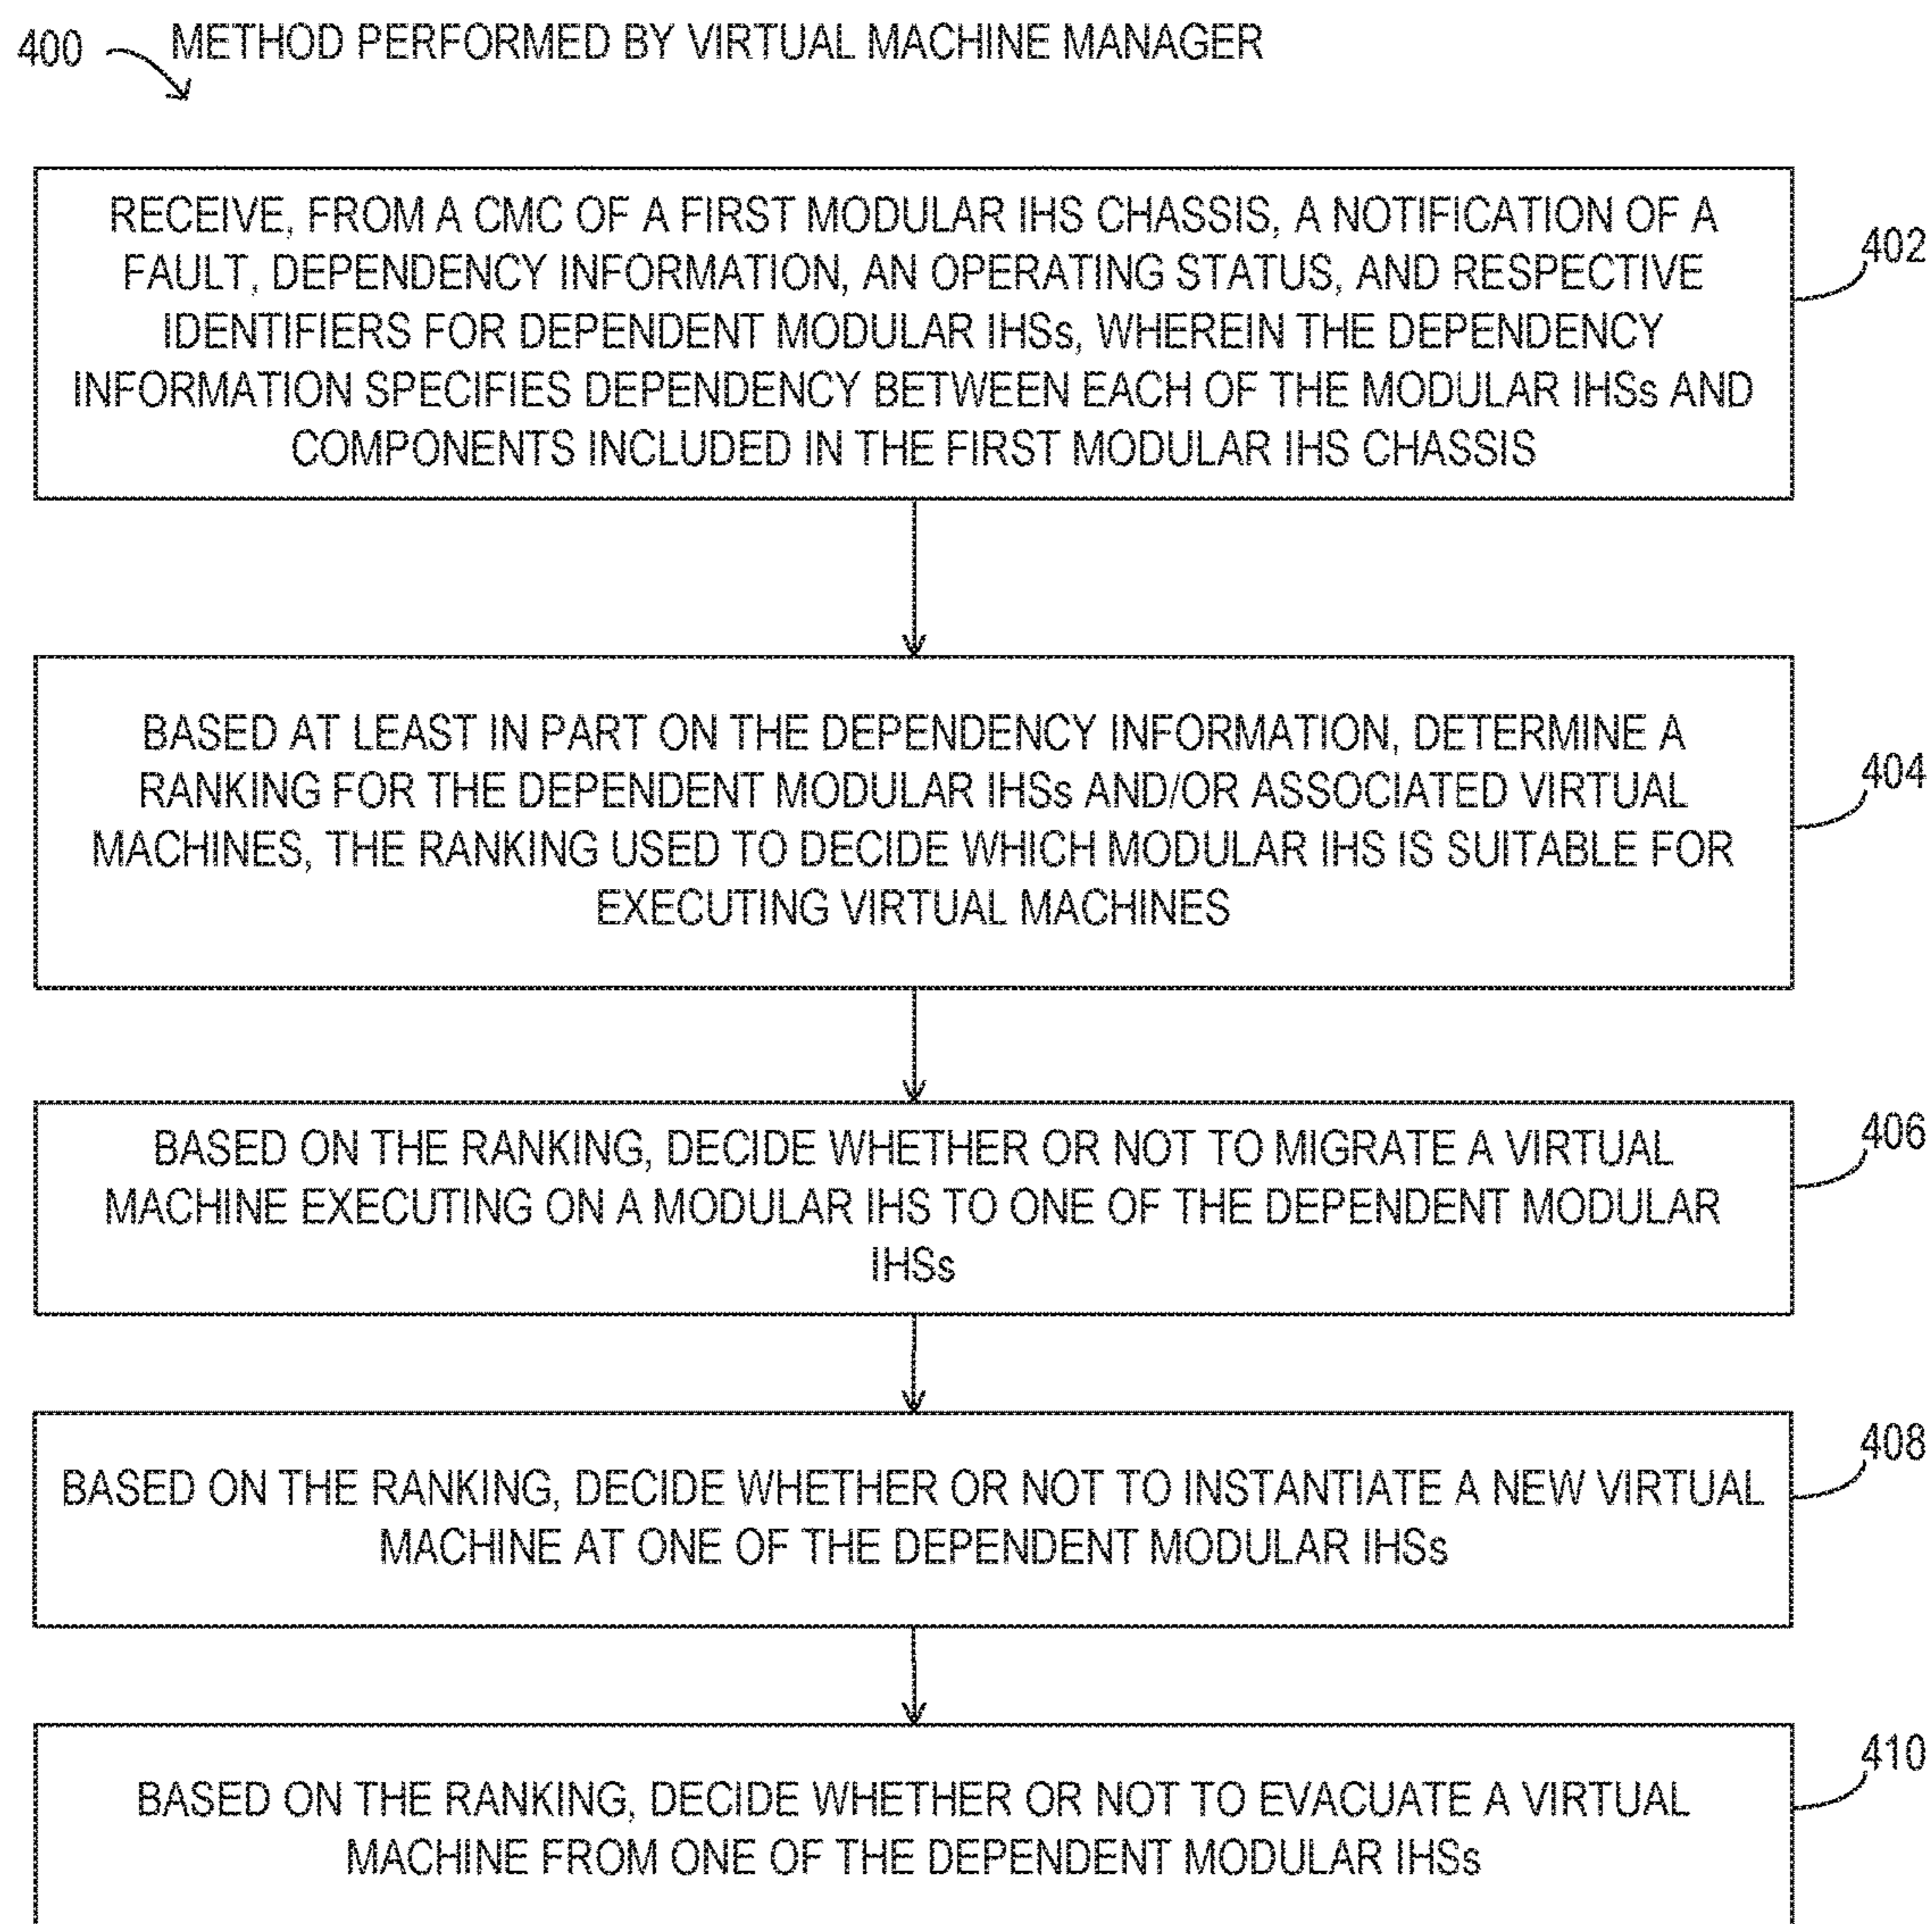 400
METHOD PERFORMED BY VIRTUAL MACHINE MANAGER
RECEIVE, FROM A CMC OF A FIRST MODULAR IHS CHASSIS, A NOTIFICATION OF A
FAULT, DEPENDENCY INFORMATION, AN OPERATING STATUS, AND RESPECTIVE
IDENTIFIERS FOR DEPENDENT MODULAR IHSs, WHEREIN THE DEPENDENCY
INFORMATION SPECIFIES DEPENDENCY BETWEEN EACH OF THE MODULAR IHSs AND
COMPONENTS INCLUDED IN THE FIRST MODULAR IHS CHASSIS
402
BASED AT LEAST IN PART ON THE DEPENDENCY INFORMATION, DETERMINE A
RANKING FOR THE DEPENDENT MODULAR IHSs AND/OR ASSOCIATED VIRTUAL
MACHINES, THE RANKING USED TO DECIDE WHICH MODULAR IHS IS SUITABLE FOR
EXECUTING VIRTUAL MACHINES
404
BASED ON THE RANKING, DECIDE WHETHER OR NOT TO MIGRATE A VIRTUAL
MACHINE EXECUTING ON A MODULAR IHS TO ONE OF THE DEPENDENT MODULAR
IHSs
406
BASED ON THE RANKING, DECIDE WHETHER OR NOT TO INSTANTIATE A NEW VIRTUAL
MACHINE AT ONE OF THE DEPENDENT MODULAR IHSs
408
BASED ON THE RANKING, DECIDE WHETHER OR NOT TO EVACUATE A VIRTUAL
MACHINE FROM ONE OF THE DEPENDENT MODULAR IHSs
410